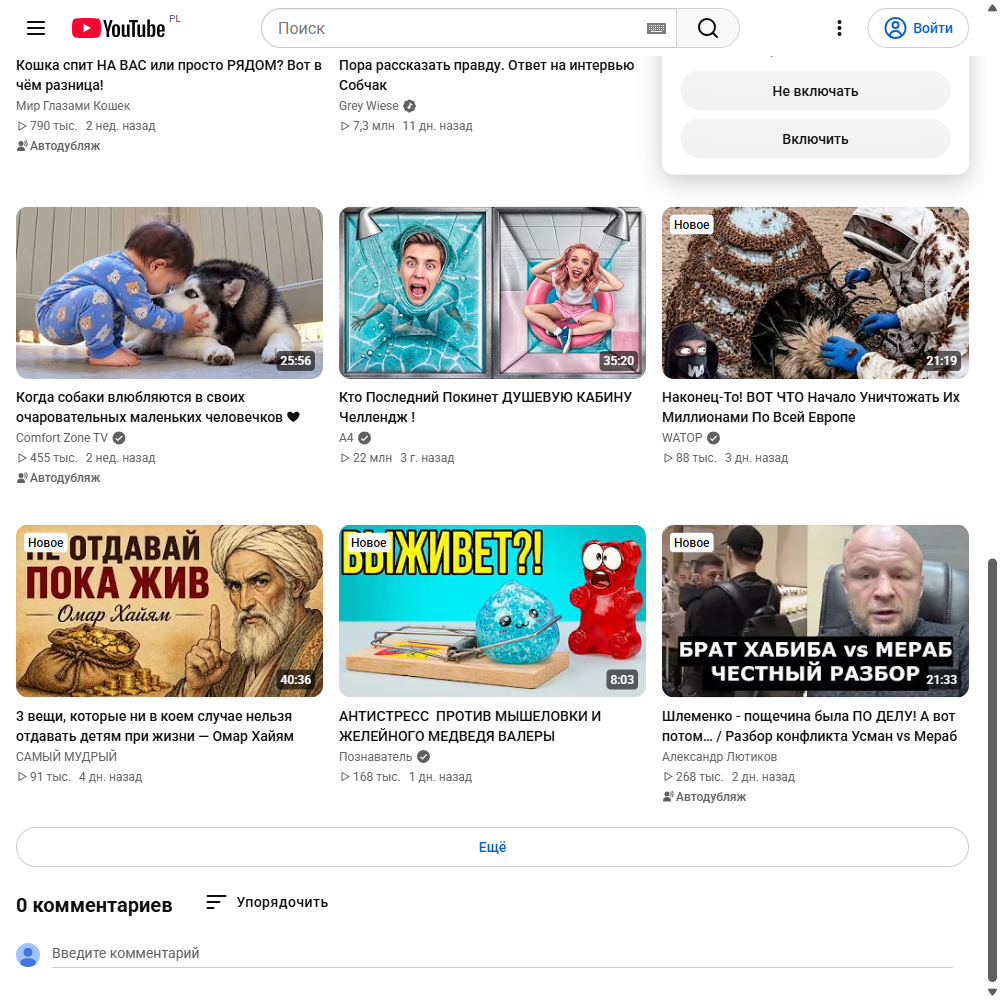 YouTube PL
Поиск
Войти
Кошка спит НА ВАС или просто РЯДОМ? Вот в
чём разница!
Мир Глазами Кошек
790 тыс. 2 нед. назад
Автодубляж
Пора рассказать правду. Ответ на интервью
Собчак
Grey Wiese
7,3 млн 11 дн. назад
Не включать
Включить
25:56
Когда собаки влюбляются в своих
очаровательных маленьких человечков 🖤
Comfort Zone TV
455 тыс. 2 нед. назад
Автодубляж
35:20
Кто Последний Покинет ДУШЕВУЮ КАБИНУ
Челлендж !
A4
22 млн 3 г. назад
Новое
21:19
Наконец-То! ВОТ ЧТО Начало Уничтожать Их
Миллионами По Всей Европе
WATOP
88 тыс. 3 дн. назад
Новое
НЕ ОТДАВАЙ
ПОКА ЖИВ
Омар Хайям
40:36
3 вещи, которые ни в коем случае нельзя
отдавать детям при жизни — Омар Хайям
САМЫЙ МУДРЫЙ
91 тыс. 4 дн. назад
Новое
ВЫЖИВЕТ?!
8:03
АНТИСТРЕСС ПРОТИВ МЫШЕЛОВКИ И
ЖЕЛЕЙНОГО МЕДВЕДЯ ВАЛЕРЫ
Познаватель
168 тыс. 1 дн. назад
Новое
БРАТ ХАБИБА vs МЕРАБ
ЧЕСТНЫЙ РАЗБОР
21:33
Шлеменко - пощечина была ПО ДЕЛУ! А вот
потом... / Разбор конфликта Усман vs Мераб
Александр Лютиков
268 тыс. 2 дн. назад
Автодубляж
Ещё
0 комментариев
Упорядочить
Введите комментарий